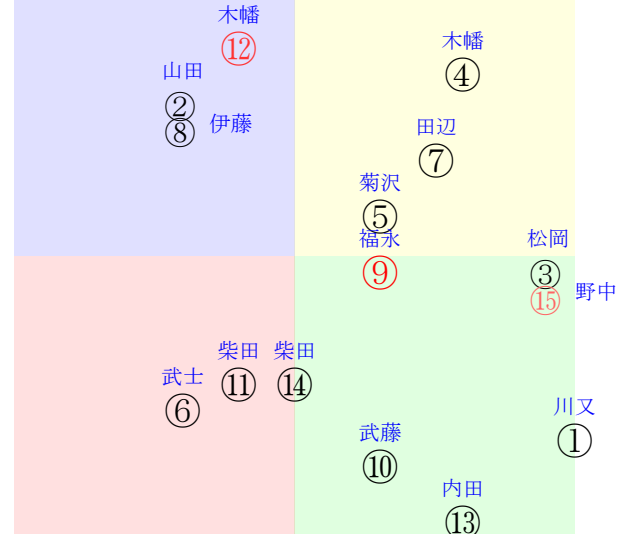 木幡
⑫
木幡
④
山田
②
⑧ 伊藤
田辺
⑦
菊沢
⑤
福永
⑨
松岡
③
⑮ 野中
柴田
⑪
柴田
⑭
武士
⑥
川又
①
武藤
⑩
内田
⑬